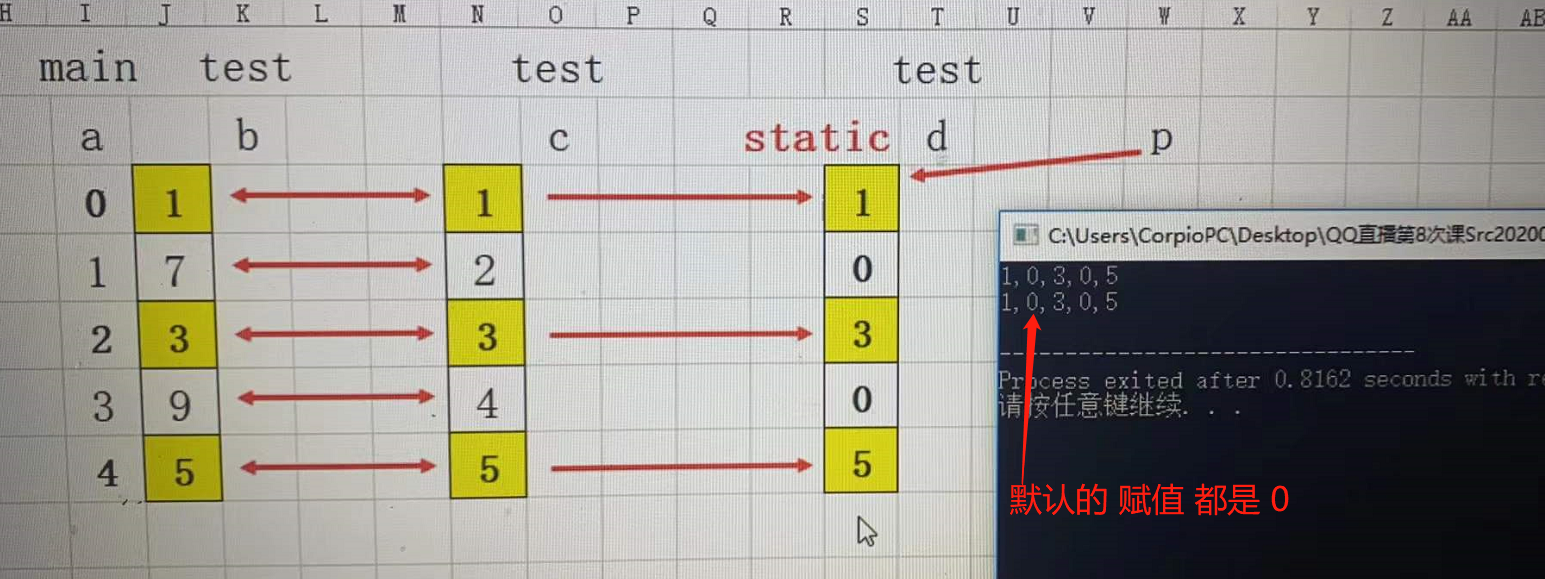 H I J K L M N O P Q R S T U V W X Y Z AA AB
main test test test
a b c static d p
0 1 1 1
1 7 2 0
2 3 3 3
3 9 4 0
4 5 5 5
C:\Users\CorpioPC\Desktop\QQ直播第8次课Src20200
1, 0, 3, 0, 5
1, 0, 3, 0, 5
--------------------------------
Process exited after 0.8162 seconds with re
请按任意键继续. . .
默认的 赋值 都是 0